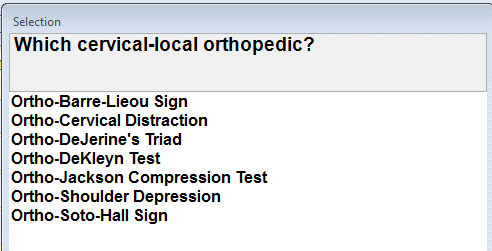 Selection
Which cervical-local orthopedic?
Ortho-Barre-Lieou Sign
Ortho-Cervical Distraction
Ortho-DeJerine's Triad
Ortho-DeKleyn Test
Ortho-Jackson Compression Test
Ortho-Shoulder Depression
Ortho-Soto-Hall Sign